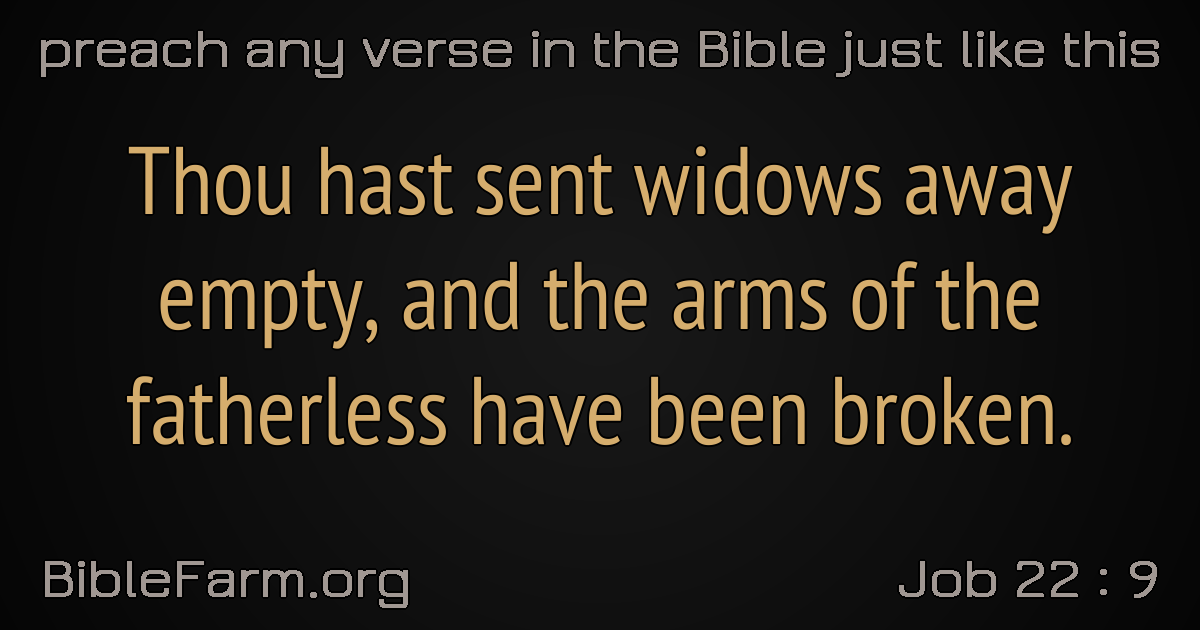 preach any verse in the Bible just like this
Thou hast sent widows away
empty, and the arms of the
fatherless have been broken.
BibleFarm.org
Job 22 : 9